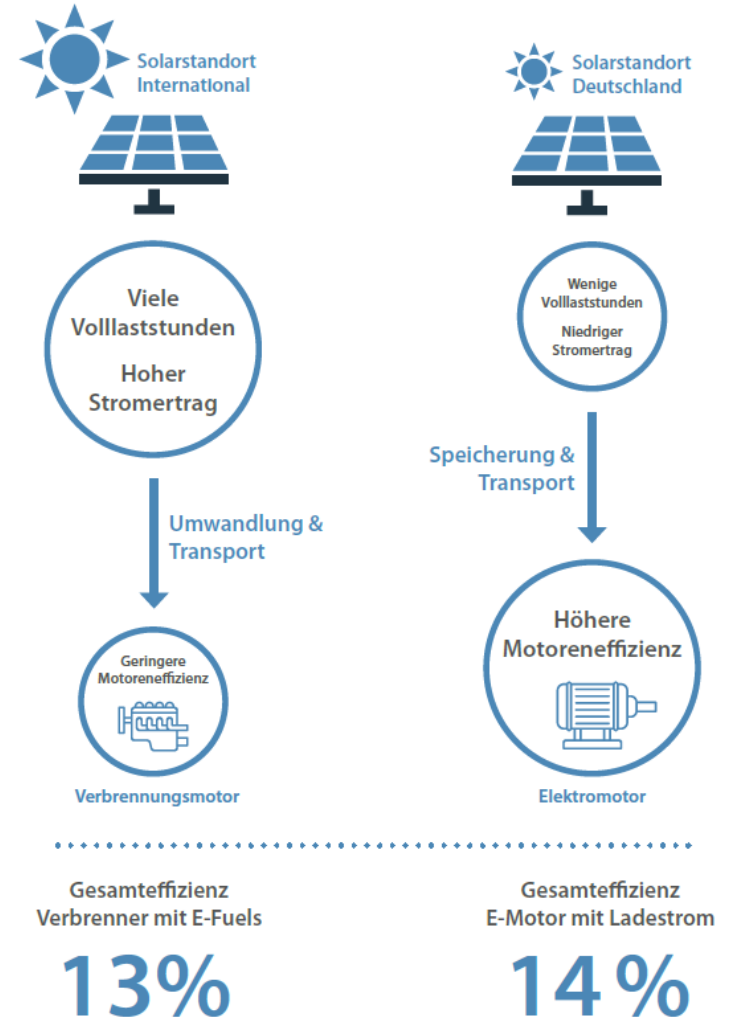 Solarstandort
International
Viele
Volllaststunden
Hoher
Stromertrag
Umwandlung &
Transport
Geringere
Motoreneffizienz
Verbrennungsmotor
Gesamteffizienz
Verbrenner mit E-Fuels
13%
Solarstandort
Deutschland
Wenige
Volllaststunden
Niedriger
Stromertrag
Speicherung &
Transport
Höhere
Motoreneffizienz
Elektromotor
Gesamteffizienz
E-Motor mit Ladestrom
14 %